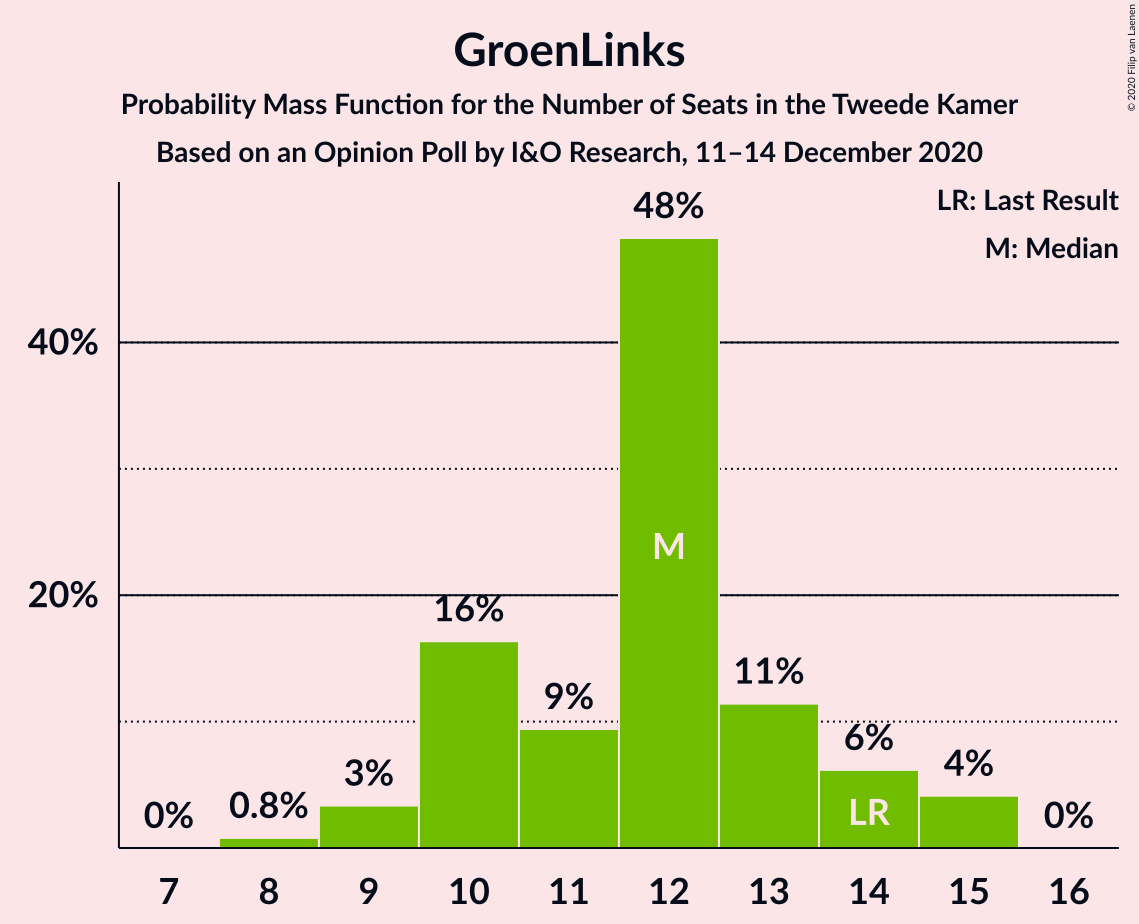 GroenLinks
Probability Mass Function for the Number of Seats in the Tweede Kamer
Based on an Opinion Poll by I&O Research, 11–14 December 2020
© 2020 Filip van Laenen
LR: Last Result
M: Median
48%
40%
M
20%
16%
11%
9%
6%
4%
3%
0.8%
0%
0%
LR
7 8 9 10 11 12 13 14 15 16